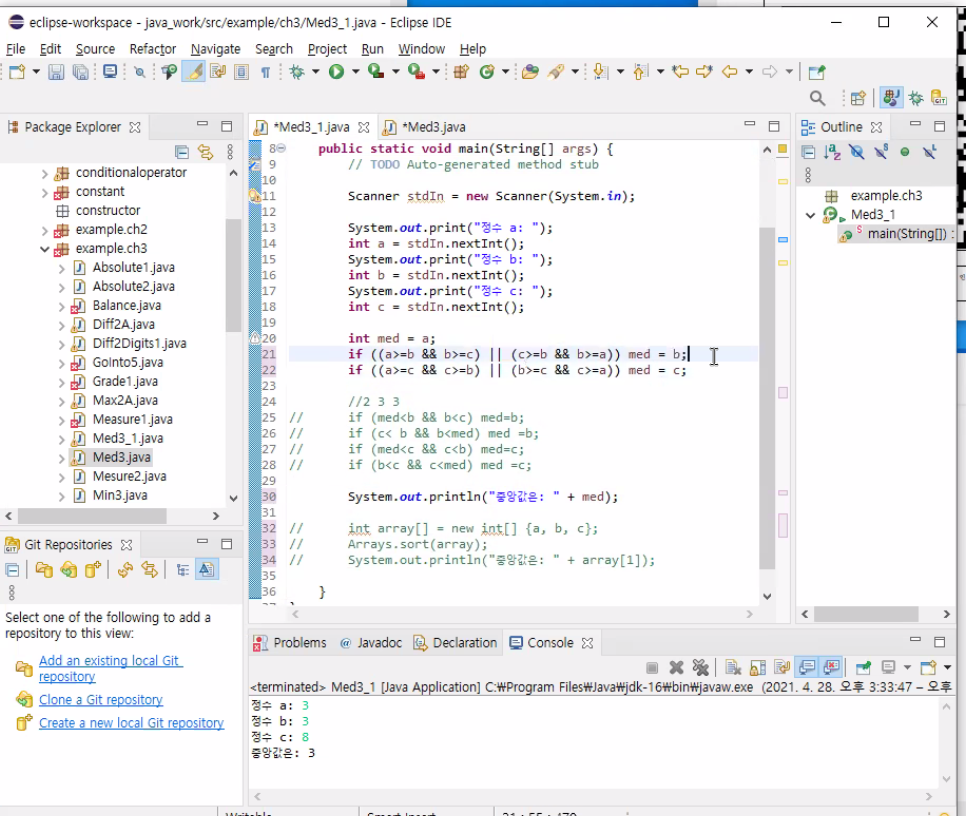 eclipse-workspace - java_work/src/example/ch3/Med3_1.java - Eclipse IDE
File Edit Source Refactor Navigate Search Project Run Window Help
Package Explorer
conditionaloperator
constant
constructor
example.ch2
example.ch3
Absolute1.java
Absolute2.java
Balance.java
Diff2A.java
Diff2Digits1.java
GoInto5.java
Grade1.java
Max2A.java
Measure1.java
Med3_1.java
Med3.java
Mesure2.java
Min3.java
Git Repositories
Select one of the following to add a
repository to this view:
Add an existing local Git
repository
Clone a Git repository
Create a new local Git repository
*Med3_1.java *Med3.java
8 public static void main(String[] args) {
9 // TODO Auto-generated method stub
10
11 Scanner stdIn = new Scanner(System.in);
12
13 System.out.print("정수 a: ");
14 int a = stdIn.nextInt();
15 System.out.print("정수 b: ");
16 int b = stdIn.nextInt();
17 System.out.print("정수 c: ");
18 int c = stdIn.nextInt();
19
20 int med = a;
21 if ((a>=b && b>=c) || (c>=b && b>=a)) med = b;
22 if ((a>=c && c>=b) || (b>=c && c>=a)) med = c;
23
24 //2 3 3
25 // if (med<b && b<c) med=b;
26 // if (c< b && b<med) med =b;
27 // if (med<c && c<b) med=c;
28 // if (b<c && c<med) med =c;
29
30 System.out.println("중앙값은: " + med);
31
32 // int array[] = new int[] {a, b, c};
33 // Arrays.sort(array);
34 // System.out.println("중앙값은: " + array[1]);
35
36 }
Outline
example.ch3
Med3_1
main(String[]) :
Problems @ Javadoc Declaration Console
<terminated> Med3_1 [Java Application] C:₩Program Files₩Java₩jdk-16₩bin₩javaw.exe (2021. 4. 28. 오후 3:33:47 – 오후
정수 a: 3
정수 b: 3
정수 c: 8
중앙값은: 3